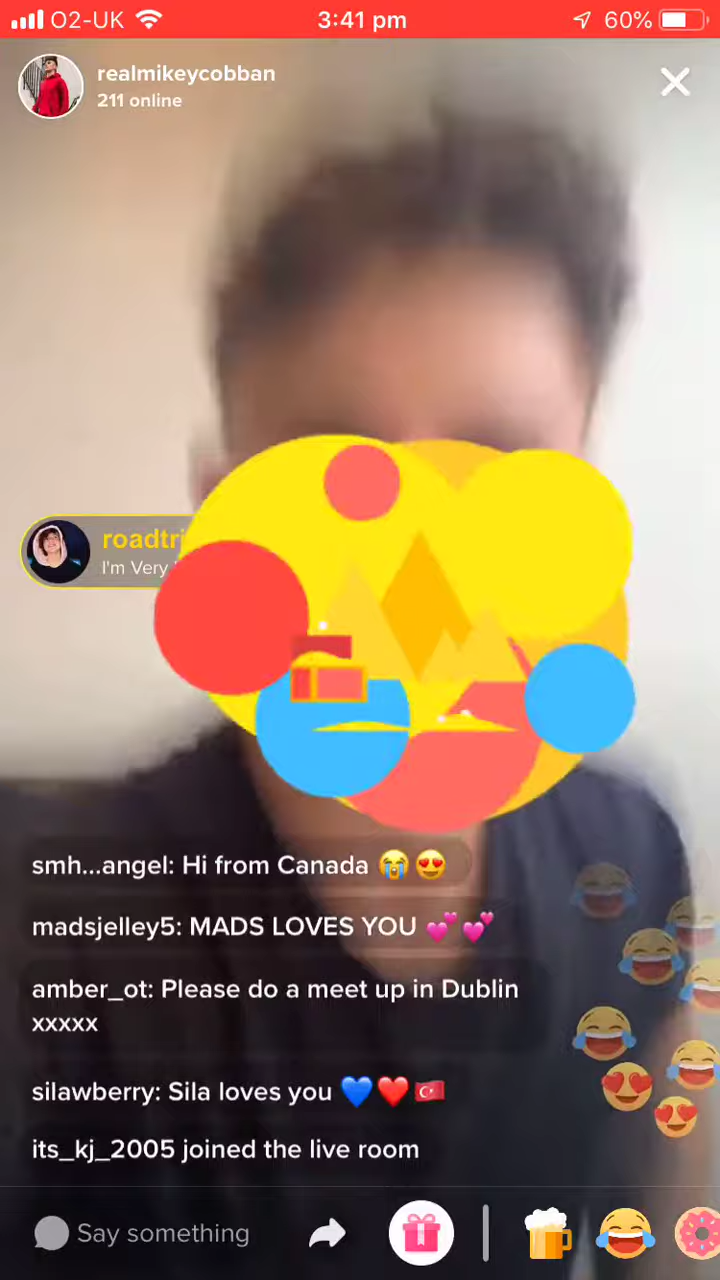 O2-UK 3:41 pm 60%
realmikeycobban
211 online
roadtri
I'm Very
smh...angel: Hi from Canada 😭😍
madsjelley5: MADS LOVES YOU 💕💕
amber_ot: Please do a meet up in Dublin
xxxxx
silawberry: Sila loves you 💙❤️🇹🇷
its_kj_2005 joined the live room
Say something